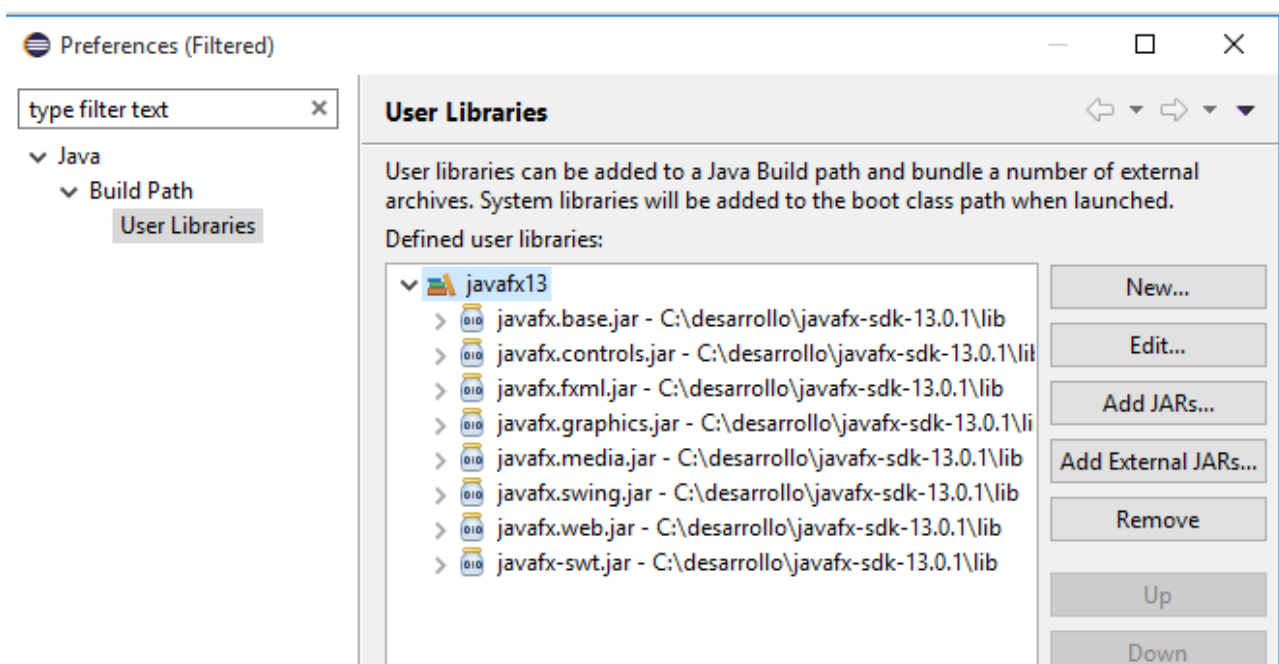 Preferences (Filtered)
type filter text
Java
Build Path
User Libraries
User Libraries
User libraries can be added to a Java Build path and bundle a number of external
archives. System libraries will be added to the boot class path when launched.
Defined user libraries:
javafx13
javafx.base.jar - C:\desarrollo\javafx-sdk-13.0.1\lib
javafx.controls.jar - C:\desarrollo\javafx-sdk-13.0.1\lib
javafx.fxml.jar - C:\desarrollo\javafx-sdk-13.0.1\lib
javafx.graphics.jar - C:\desarrollo\javafx-sdk-13.0.1\li
javafx.media.jar - C:\desarrollo\javafx-sdk-13.0.1\lib
javafx.swing.jar - C:\desarrollo\javafx-sdk-13.0.1\lib
javafx.web.jar - C:\desarrollo\javafx-sdk-13.0.1\lib
javafx-swt.jar - C:\desarrollo\javafx-sdk-13.0.1\lib
New...
Edit...
Add JARs...
Add External JARs...
Remove
Up
Down